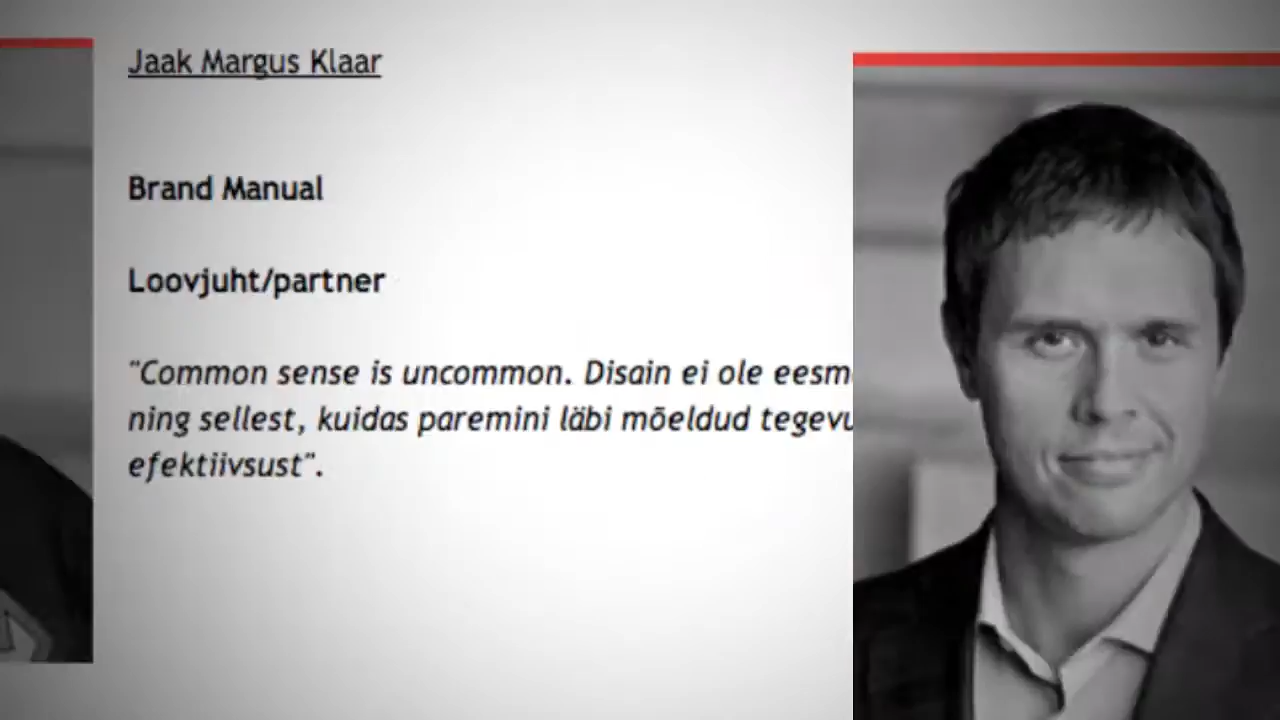 Jaak Margus Klaar
Brand Manual
Loovjuht/partner
"Common sense is uncommon. Disain ei ole
ning sellest, kuidas paremini läbi mõeldud
efektiivsust".